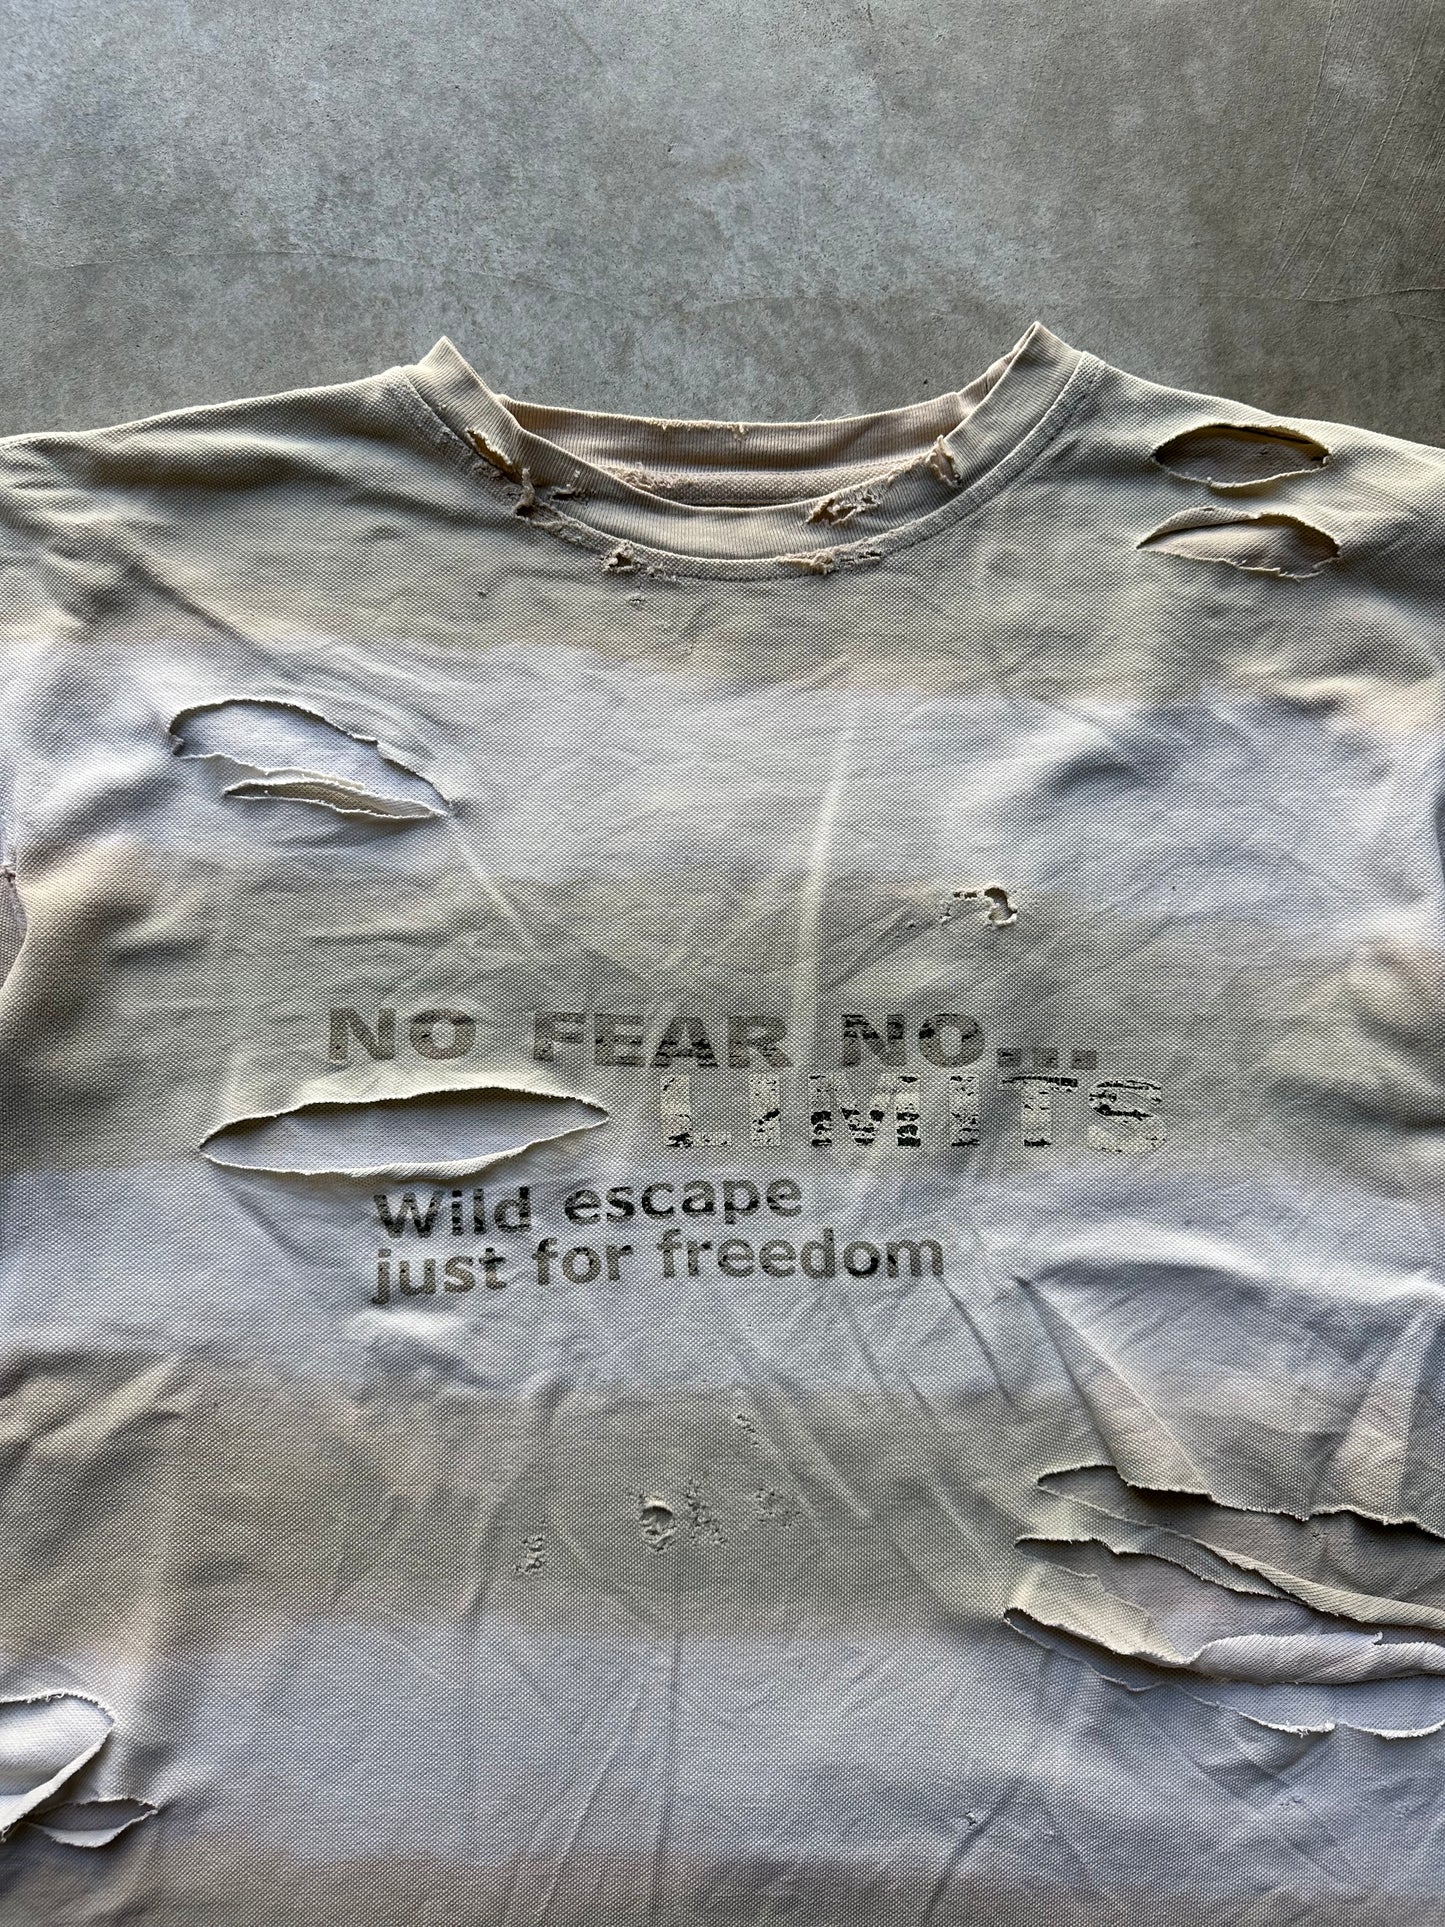 NO FEAR NO...
LIMITS
Wild escape
just for freedom